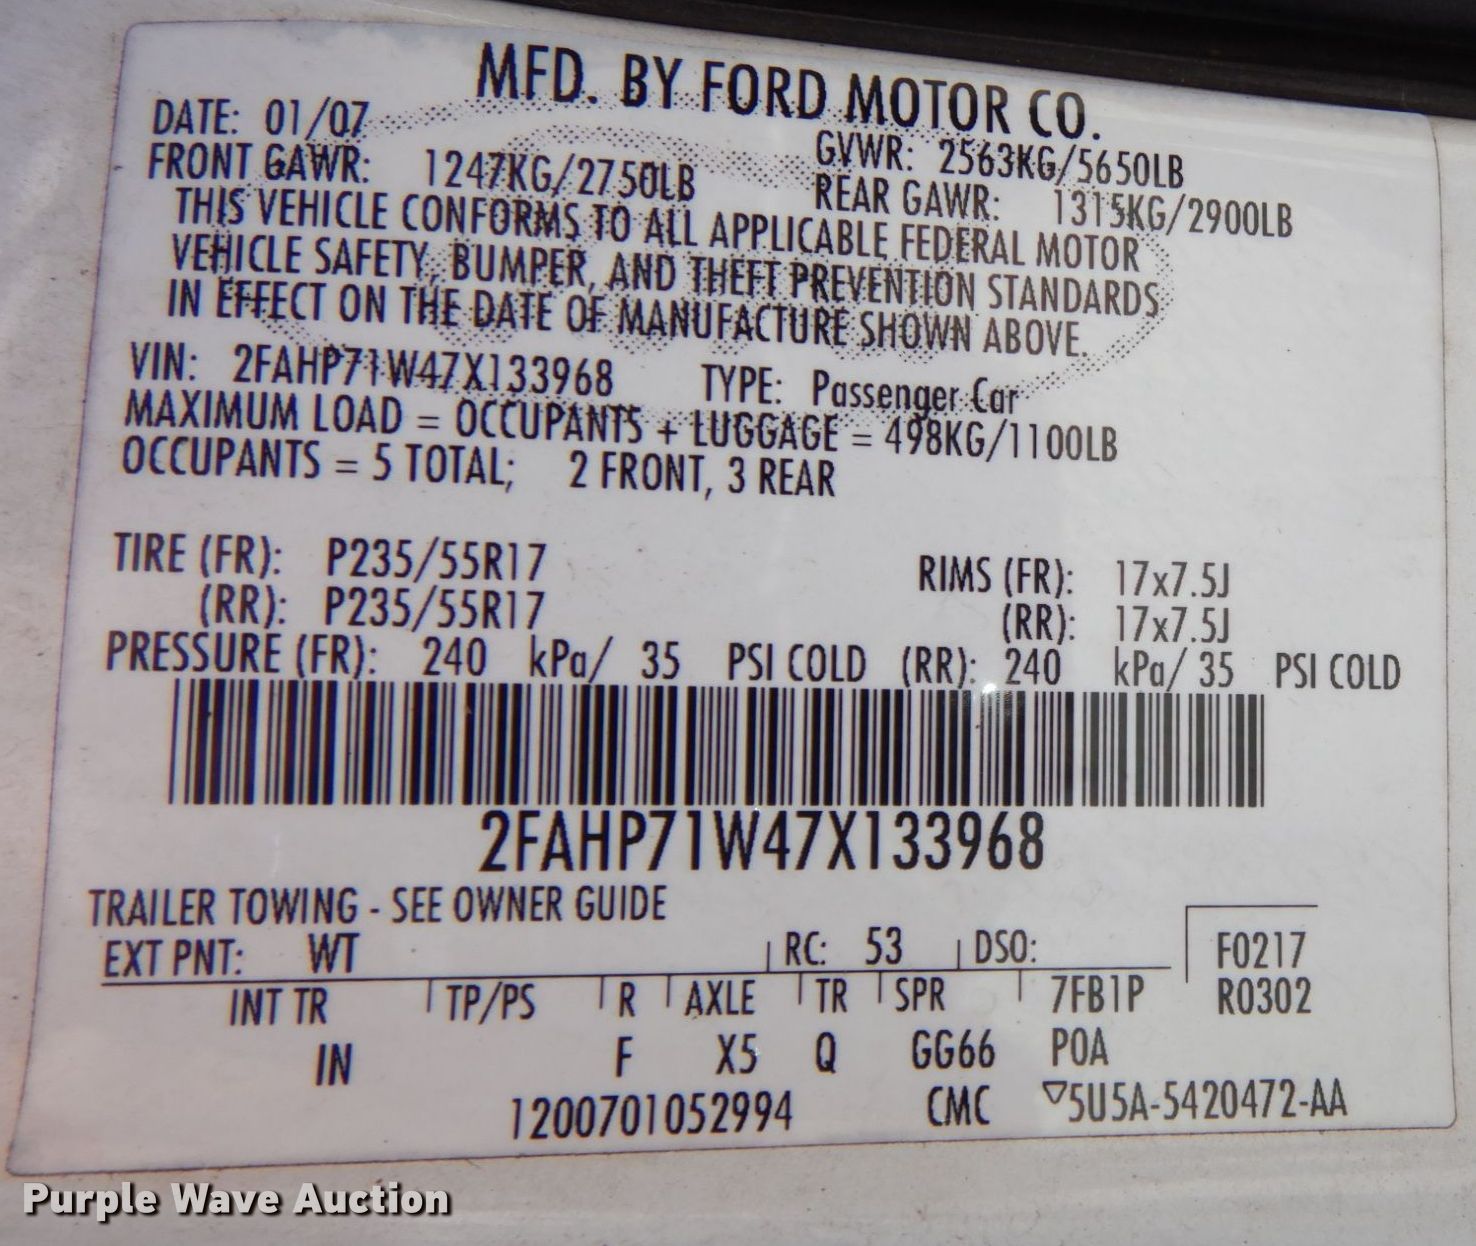 MFD. BY FORD MOTOR CO.
DATE: 01/07 GVWR: 2563KG/5650LB
FRONT GAWR: 1247KG/2750LB REAR GAWR: 1315KG/2900LB
THIS VEHICLE CONFORMS TO ALL APPLICABLE FEDERAL MOTOR
VEHICLE SAFETY, BUMPER, AND THEFT PREVENTION STANDARDS
IN EFFECT ON THE DATE OF MANUFACTURE SHOWN ABOVE.
VIN: 2FAHP71W47X133968 TYPE: Passenger Car
MAXIMUM LOAD = OCCUPANTS + LUGGAGE = 498KG/1100LB
OCCUPANTS = 5 TOTAL; 2 FRONT, 3 REAR
TIRE (FR): P235/55R17 RIMS (FR): 17x7.5J
(RR): P235/55R17 (RR): 17x7.5J
PRESSURE (FR): 240 kPa/ 35 PSI COLD (RR): 240 kPa/ 35 PSI COLD
2FAHP71W47X133968
TRAILER TOWING - SEE OWNER GUIDE
EXT PNT: WT RC: 53 DSO: F0217
INT TR TP/PS R AXLE TR SPR 7FB1P R0302
IN F X5 Q GG66 POA
1200701052994 CMC ▽5U5A-5420472-AA
Purple Wave Auction